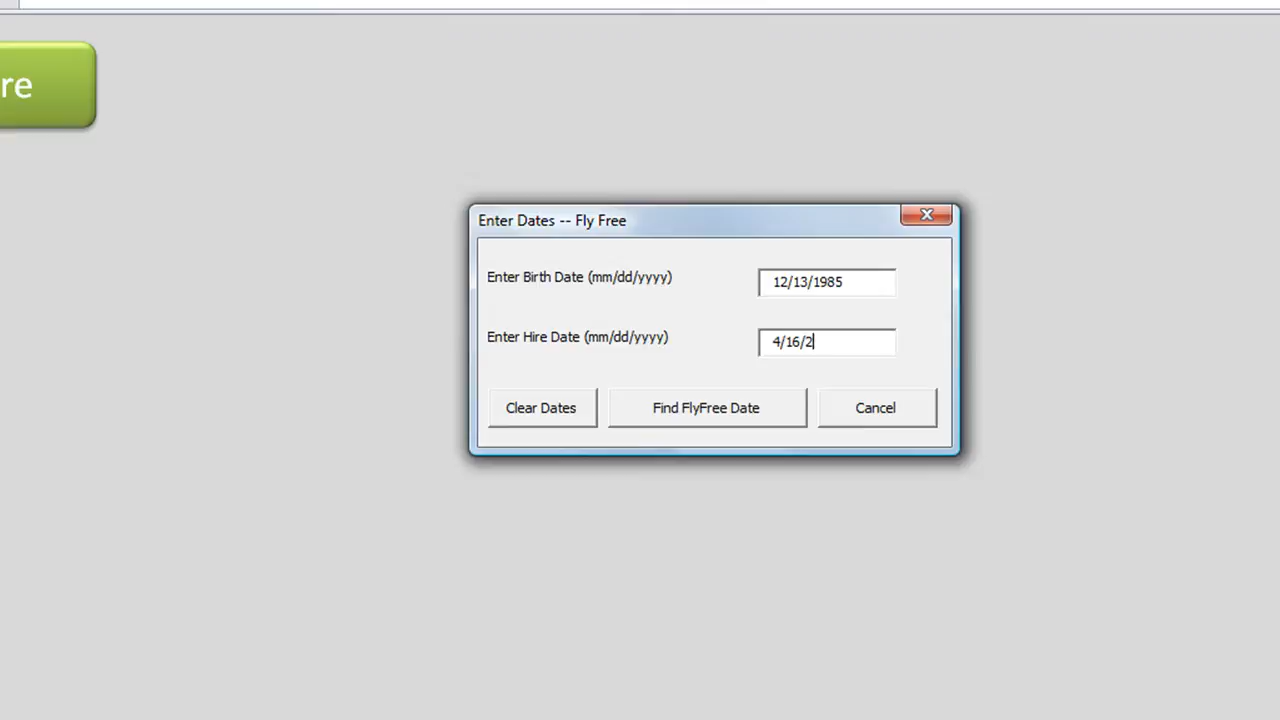 re
Enter Dates -- Fly Free
Enter Birth Date (mm/dd/yyyy) 12/13/1985
Enter Hire Date (mm/dd/yyyy) 4/16/2
Clear Dates Find FlyFree Date Cancel